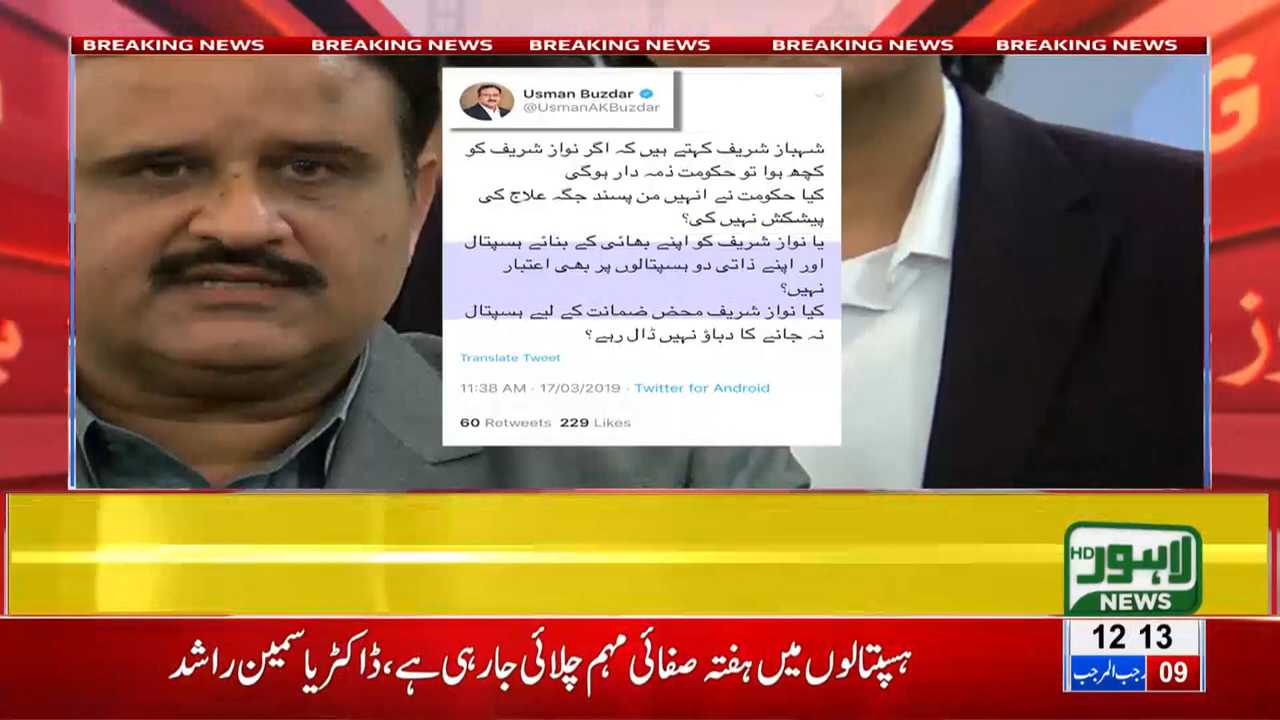 BREAKING NEWS BREAKING NEWS BREAKING NEWS BREAKING NEWS BREAKING NEWS
Usman Buzdar
@UsmanAKBuzdar
شہباز شریف کہتے ہیں کہ اگر نواز شریف کو
کچھ ہوا تو حکومت ذمہ دار ہوگی
کیا حکومت نے انہیں من پسند جگہ علاج کی
پیشکش نہیں کی؟
یا نواز شریف کو اپنے بھائی کے بنائے ہسپتال
اور اپنے ذاتی دو ہسپتالوں پر بھی اعتبار
نہیں؟
کیا نواز شریف محض ضمانت کے لیے ہسپتال
نہ جانے کا دباؤ نہیں ڈال رہے؟
Translate Tweet
11:38 AM · 17/03/2019 · Twitter for Android
60 Retweets 229 Likes
HD لاہور
NEWS
12 13
رجب المرجب 09
ہسپتالوں میں ہفتہ صفائی مہم چلائی جارہی ہے، ڈاکٹر یاسمین راشد